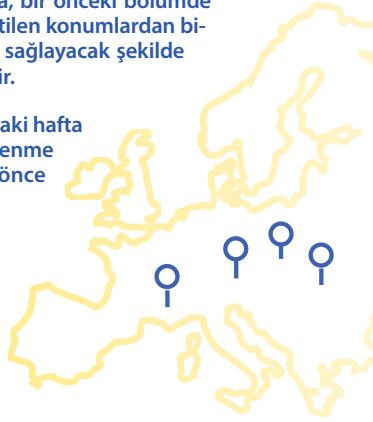 bir önceki bölümde
tilen konumlardan bi-
sağlayacak şekilde
ir.
aki hafta
enme
önce